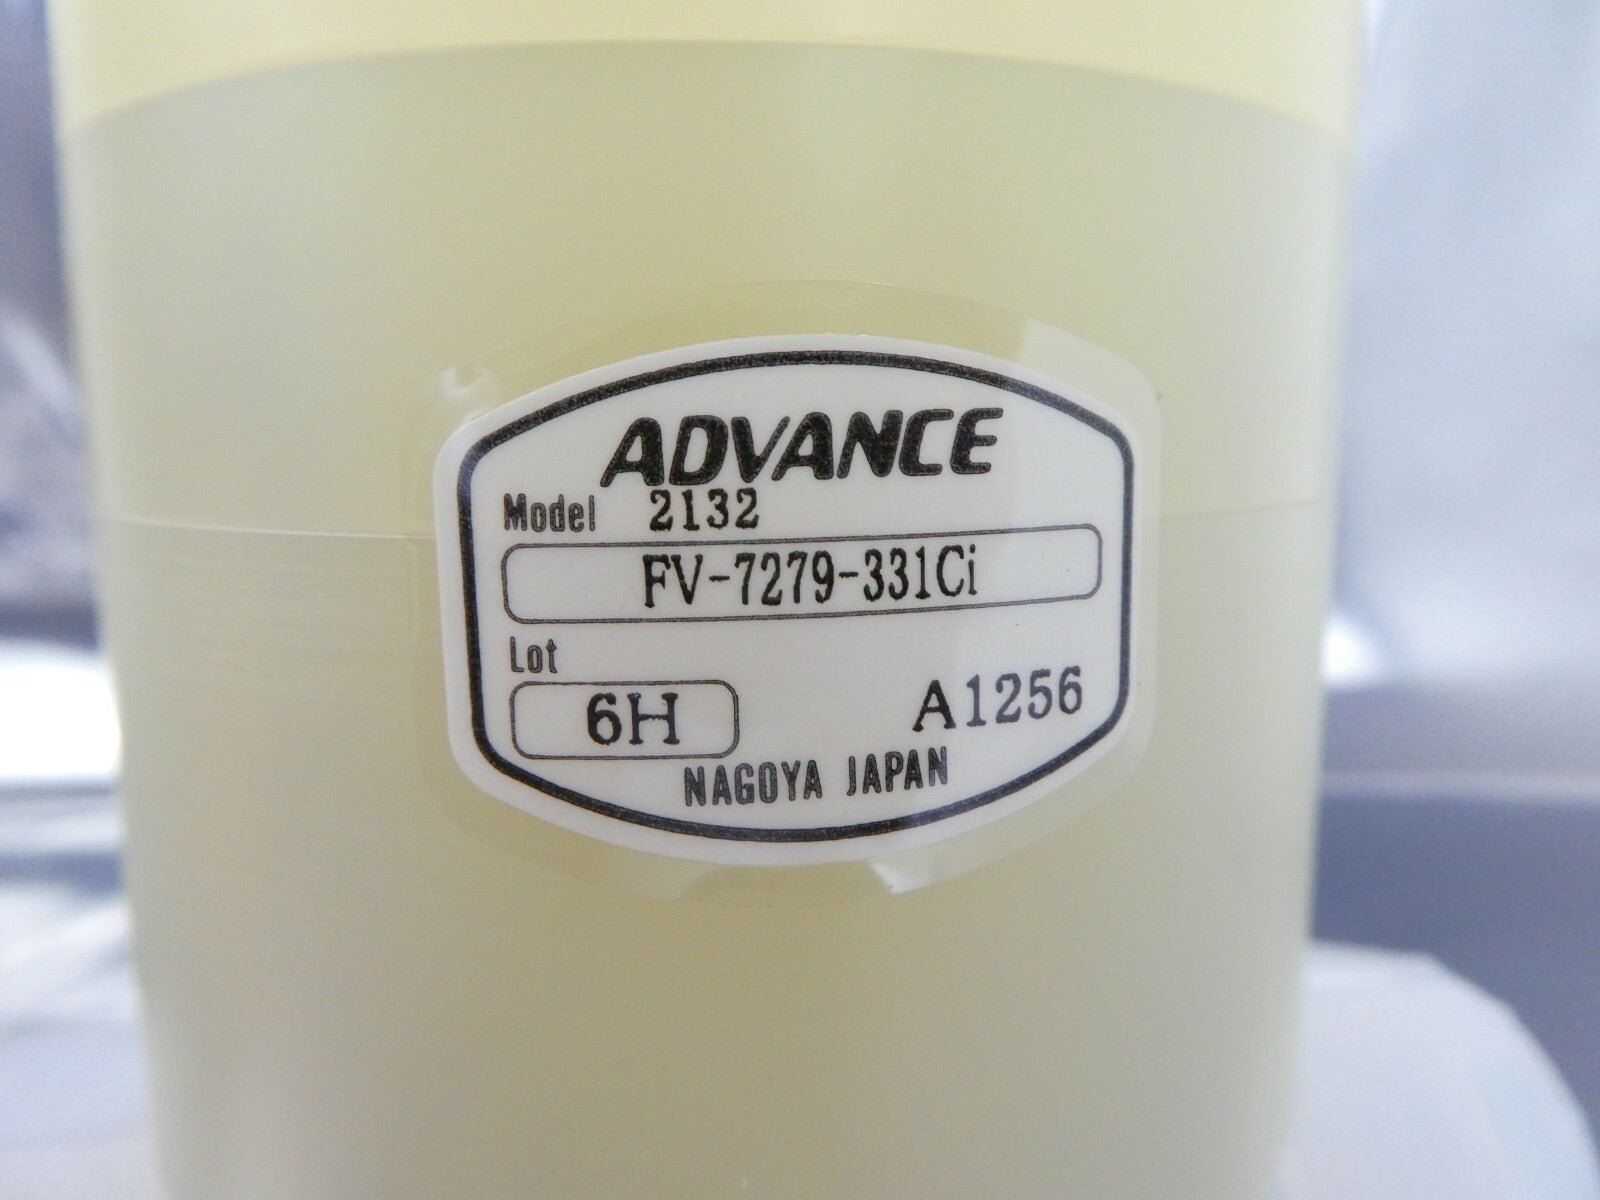 ADVANCE
Model 2132
FV-7279-331Ci
Lot
6H A1256
NAGOYA JAPAN